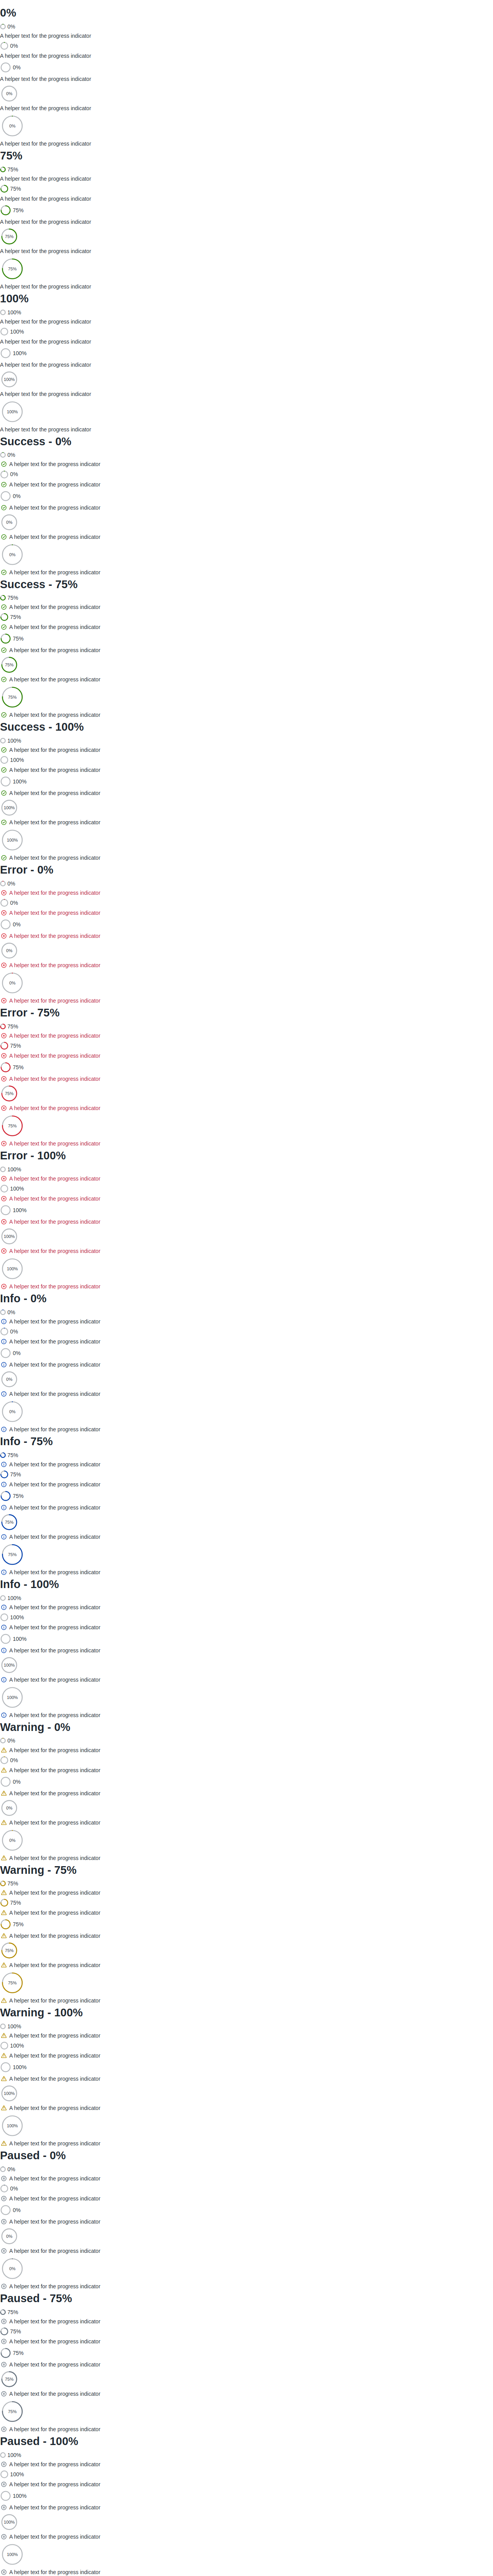 0%
0%
A helper text for the progress indicator
0%
A helper text for the progress indicator
0%
A helper text for the progress indicator
0%
A helper text for the progress indicator
0%
A helper text for the progress indicator
75%
75%
A helper text for the progress indicator
75%
A helper text for the progress indicator
75%
A helper text for the progress indicator
75%
A helper text for the progress indicator
75%
A helper text for the progress indicator
100%
100%
A helper text for the progress indicator
100%
A helper text for the progress indicator
100%
A helper text for the progress indicator
100%
A helper text for the progress indicator
100%
A helper text for the progress indicator
Success - 0%
0%
A helper text for the progress indicator
0%
A helper text for the progress indicator
0%
A helper text for the progress indicator
0%
A helper text for the progress indicator
0%
A helper text for the progress indicator
Success - 75%
75%
A helper text for the progress indicator
75%
A helper text for the progress indicator
75%
A helper text for the progress indicator
75%
A helper text for the progress indicator
75%
A helper text for the progress indicator
Success - 100%
100%
A helper text for the progress indicator
100%
A helper text for the progress indicator
100%
A helper text for the progress indicator
100%
A helper text for the progress indicator
100%
A helper text for the progress indicator
Error - 0%
0%
A helper text for the progress indicator
0%
A helper text for the progress indicator
0%
A helper text for the progress indicator
0%
A helper text for the progress indicator
0%
A helper text for the progress indicator
Error - 75%
75%
A helper text for the progress indicator
75%
A helper text for the progress indicator
75%
A helper text for the progress indicator
75%
A helper text for the progress indicator
75%
A helper text for the progress indicator
Error - 100%
100%
A helper text for the progress indicator
100%
A helper text for the progress indicator
100%
A helper text for the progress indicator
100%
A helper text for the progress indicator
100%
A helper text for the progress indicator
Info - 0%
0%
A helper text for the progress indicator
0%
A helper text for the progress indicator
0%
A helper text for the progress indicator
0%
A helper text for the progress indicator
0%
A helper text for the progress indicator
Info - 75%
75%
A helper text for the progress indicator
75%
A helper text for the progress indicator
75%
A helper text for the progress indicator
75%
A helper text for the progress indicator
75%
A helper text for the progress indicator
Info - 100%
100%
A helper text for the progress indicator
100%
A helper text for the progress indicator
100%
A helper text for the progress indicator
100%
A helper text for the progress indicator
100%
A helper text for the progress indicator
Warning - 0%
0%
A helper text for the progress indicator
0%
A helper text for the progress indicator
0%
A helper text for the progress indicator
0%
A helper text for the progress indicator
0%
A helper text for the progress indicator
Warning - 75%
75%
A helper text for the progress indicator
75%
A helper text for the progress indicator
75%
A helper text for the progress indicator
75%
A helper text for the progress indicator
75%
A helper text for the progress indicator
Warning - 100%
100%
A helper text for the progress indicator
100%
A helper text for the progress indicator
100%
A helper text for the progress indicator
100%
A helper text for the progress indicator
100%
A helper text for the progress indicator
Paused - 0%
0%
A helper text for the progress indicator
0%
A helper text for the progress indicator
0%
A helper text for the progress indicator
0%
A helper text for the progress indicator
0%
A helper text for the progress indicator
Paused - 75%
75%
A helper text for the progress indicator
75%
A helper text for the progress indicator
75%
A helper text for the progress indicator
75%
A helper text for the progress indicator
75%
A helper text for the progress indicator
Paused - 100%
100%
A helper text for the progress indicator
100%
A helper text for the progress indicator
100%
A helper text for the progress indicator
100%
A helper text for the progress indicator
100%
A helper text for the progress indicator